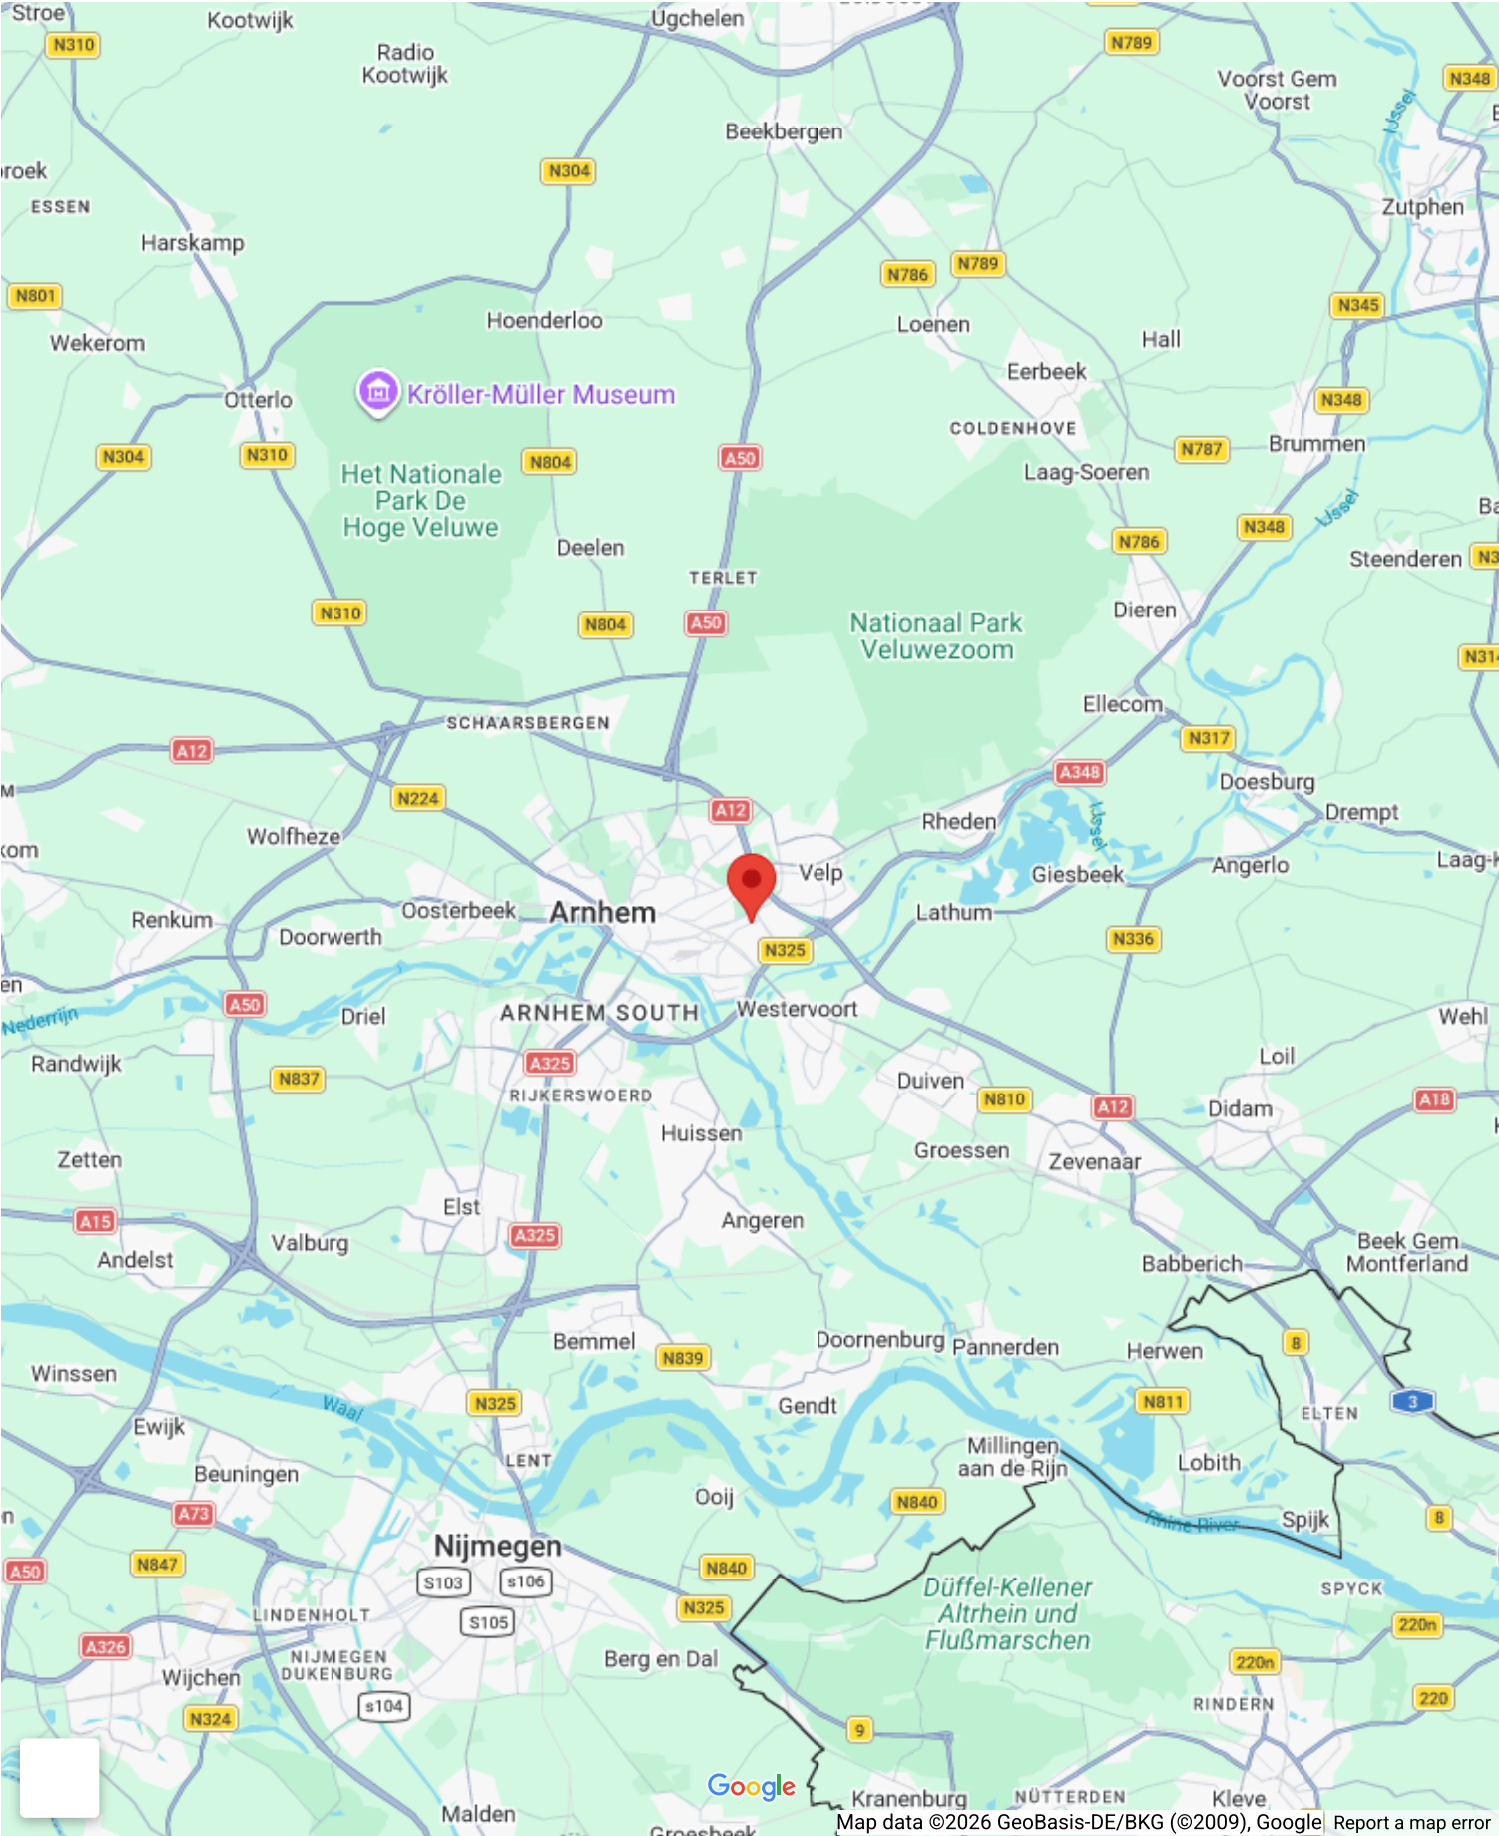 Stroe
Kootwijk
Ugchelen
N310
Radio
Kootwijk
N789
Voorst Gem
Voorst
N348
IJssel
Beekbergen
N304
ESSEN
Zutphen
Harskamp
N786
N789
N801
N345
Wekerom
Hoenderloo
Loenen
Hall
Eerbeek
Otterlo
Kröller-Müller Museum
N348
COLDENHOVE
N304
N310
N804
A50
N787
Brummen
Het Nationale
Park De
Hoge Veluwe
Laag-Soeren
IJssel
N348
N786
Deelen
Steenderen
TERLET
N310
N804
A50
Nationaal Park
Veluwezoom
Dieren
Ellecom
SCHAARSBERGEN
A12
N317
A348
Doesburg
N224
A12
IJssel
Drempt
Wolfheze
Rheden
Velp
Giesbeek
Angerlo
Renkum
Oosterbeek
Arnhem
Lathum
Doorwerth
N325
N336
A50
Nederrijn
Driel
ARNHEM SOUTH
Westervoort
Wehl
Randwijk
A325
Loil
N837
RIJKERSWOERD
Duiven
N810
A12
Didam
A18
Huissen
Groessen
Zevenaar
Zetten
Elst
A15
Angeren
A325
Andelst
Valburg
Babberich
Beek Gem
Montferland
Bemmel
N839
Doornenburg
Pannerden
Herwen
8
Winssen
Waal
N325
Gendt
N811
3
ELTEN
Ewijk
LENT
Millingen
aan de Rijn
Lobith
Beuningen
Ooij
N840
A73
Rhine River
Spijk
8
Nijmegen
A50
N847
S103
s106
N840
SPYCK
S105
N325
Düffel-Kellener
Altrhein und
Flußmarschen
LINDENHOLT
220n
A326
NIJMEGEN
DUKENBURG
Berg en Dal
220n
Wijchen
s104
RINDERN
220
N324
9
Google
Kranenburg
NÜTTERDEN
Kleve
Malden
Groesbeek
Map data ©2026 GeoBasis-DE/BKG (©2009), Google
Report a map error